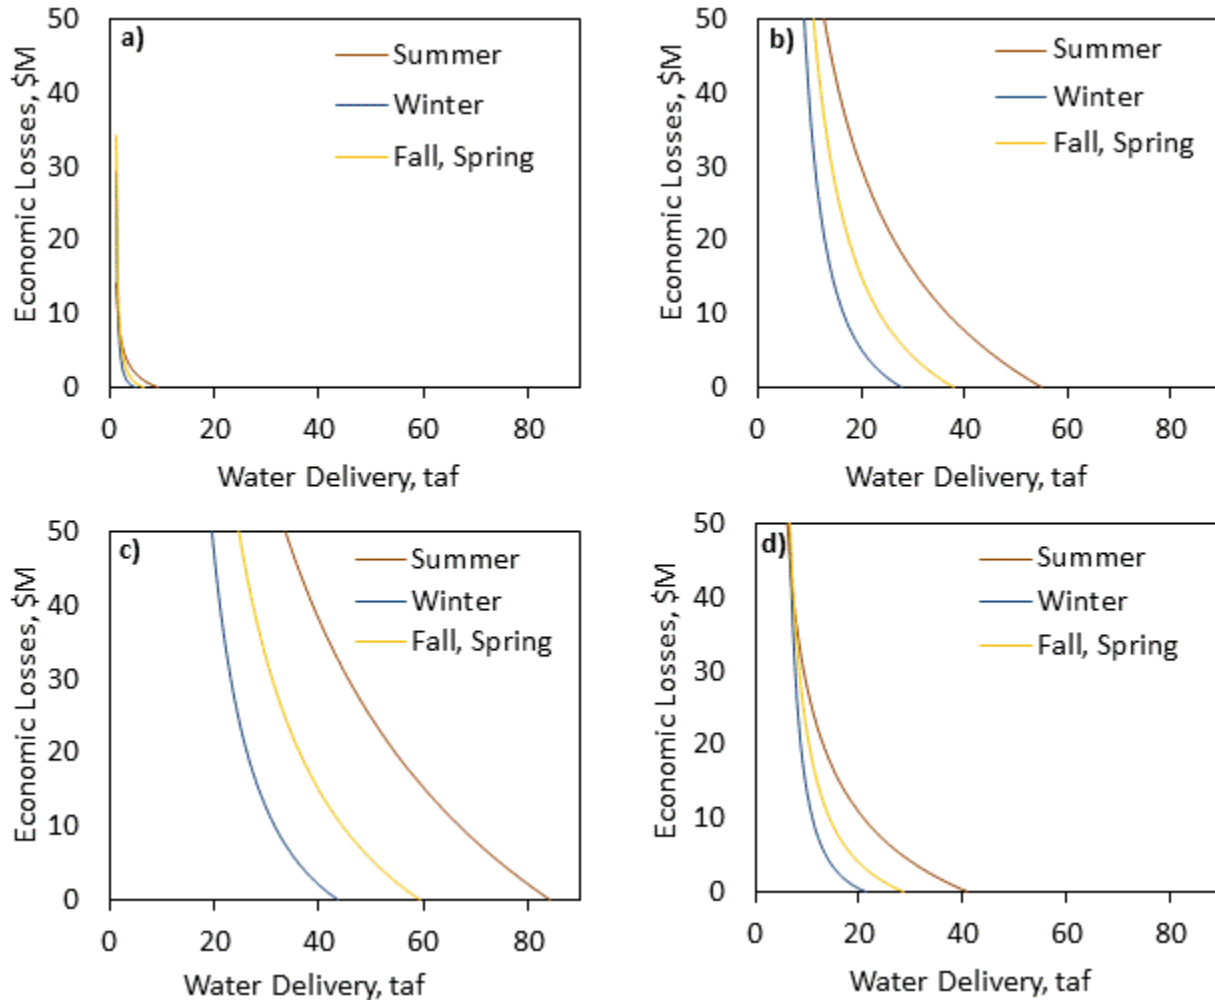 a)
Economic Losses, $M
50
40
30
20
10
0
Summer
Winter
Fall, Spring
0 20 40 60 80
Water Delivery, taf
b)
Economic Losses, $M
50
40
30
20
10
0
Summer
Winter
Fall, Spring
0 20 40 60 80
Water Delivery, taf
c)
Economic Losses, $M
50
40
30
20
10
0
Summer
Winter
Fall, Spring
0 20 40 60 80
Water Delivery, taf
d)
Economic Losses, $M
50
40
30
20
10
0
Summer
Winter
Fall, Spring
0 20 40 60 80
Water Delivery, taf